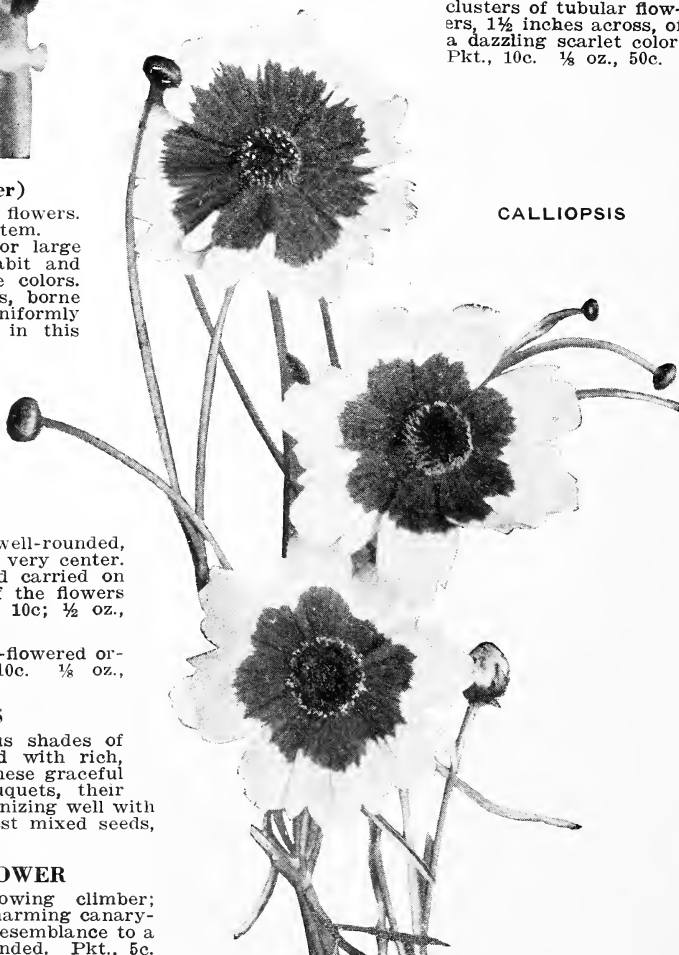 clusters of tubular flow-
ers, 1½ inches across, of
a dazzling scarlet color
Pkt., 10c. ⅛ oz., 50c.
CALLIOPSIS
er)
flowers.
tem.
or large
abit and
e colors.
s, borne
niformly
in this
well-rounded,
very center.
d carried on
f the flowers
10c; ½ oz.,
-flowered or-
10c. ⅛ oz.,
S
us shades of
d with rich,
hese graceful
uquets, their
nizing well with
st mixed seeds,
OWER
owing climber;
harming canary-
esemblance to a
nded. Pkt., 5c.